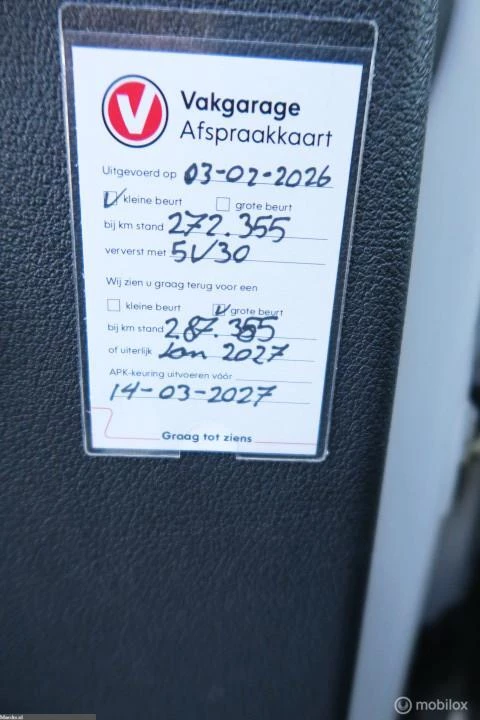 V
Vakgarage
Afspraakkaart
Uitgevoerd op 03-02-2026
kleine beurt grote beurt
bij km stand 272.355
ververst met 5W30
Wij zien u graag terug voor een
kleine beurt grote beurt
bij km stand 287.355
of uiterlijk Jan 2027
APK-keuring uitvoeren vóór
14-03-2027
Graag tot ziens
mobilox